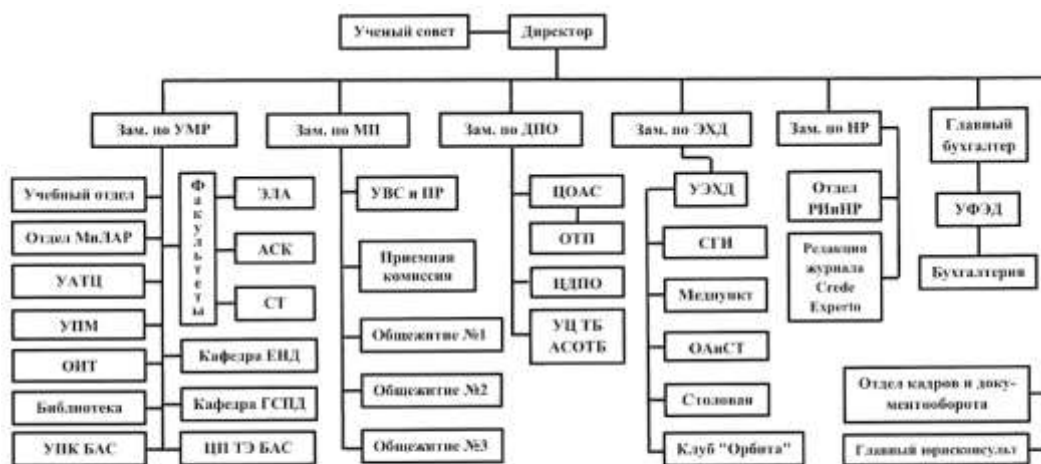 Ученый совет
Директор
Зам. по УМР
Зам. по МП
Зам. по ДПО
Зам. по ЭХД
Зам. по НР
Главный
бухгалтер
Учебный отдел
Отдел МиЛАР
УАТЦ
УПМ
ОИТ
Библиотека
УПК БАС
Факультеты
ЭЛА
АСК
СТ
Кафедра ЕНД
Кафедра ГСПД
ЦП ТЭ БАС
УВС и ПР
Приемная
комиссия
Общежитие №1
Общежитие №2
Общежитие №3
ЦОАС
ОТП
ЦДПО
УЦ ТБ
АСОТБ
УЭХД
СГИ
Медпункт
ОАиСТ
Столовая
Клуб "Орбита"
Отдел
РИиНР
Редакция
журнала
Crede
Experto
УФЭД
Бухгалтерия
Отдел кадров и доку-
ментооборота
Главный юрисконсульт